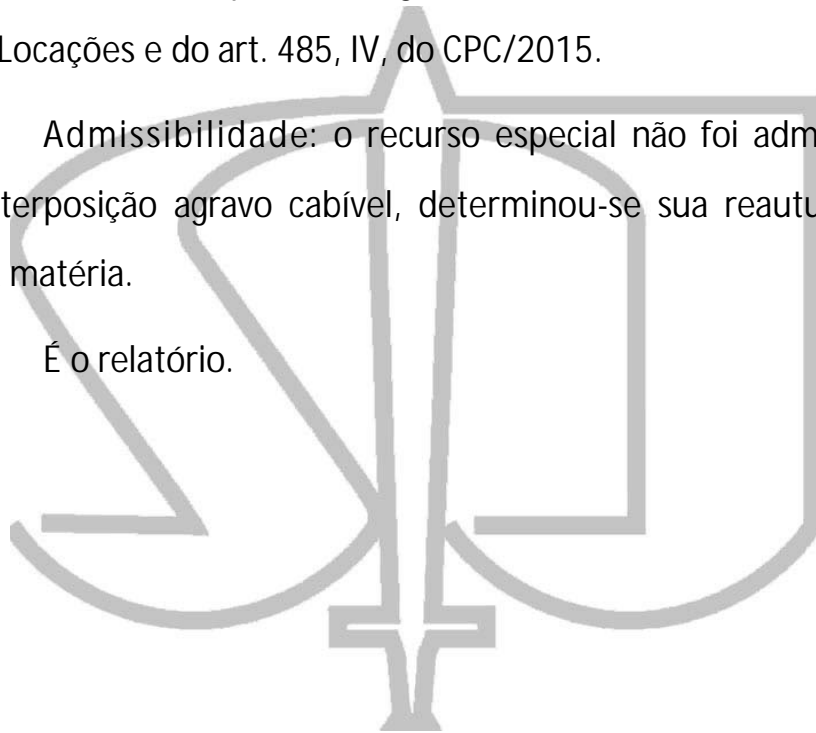 Locações e do art. 485, IV, do CPC/2015.
Admissibilidade: o recurso especial não foi adm
terposição agravo cabível, determinou-se sua reautu
matéria.
É o relatório.